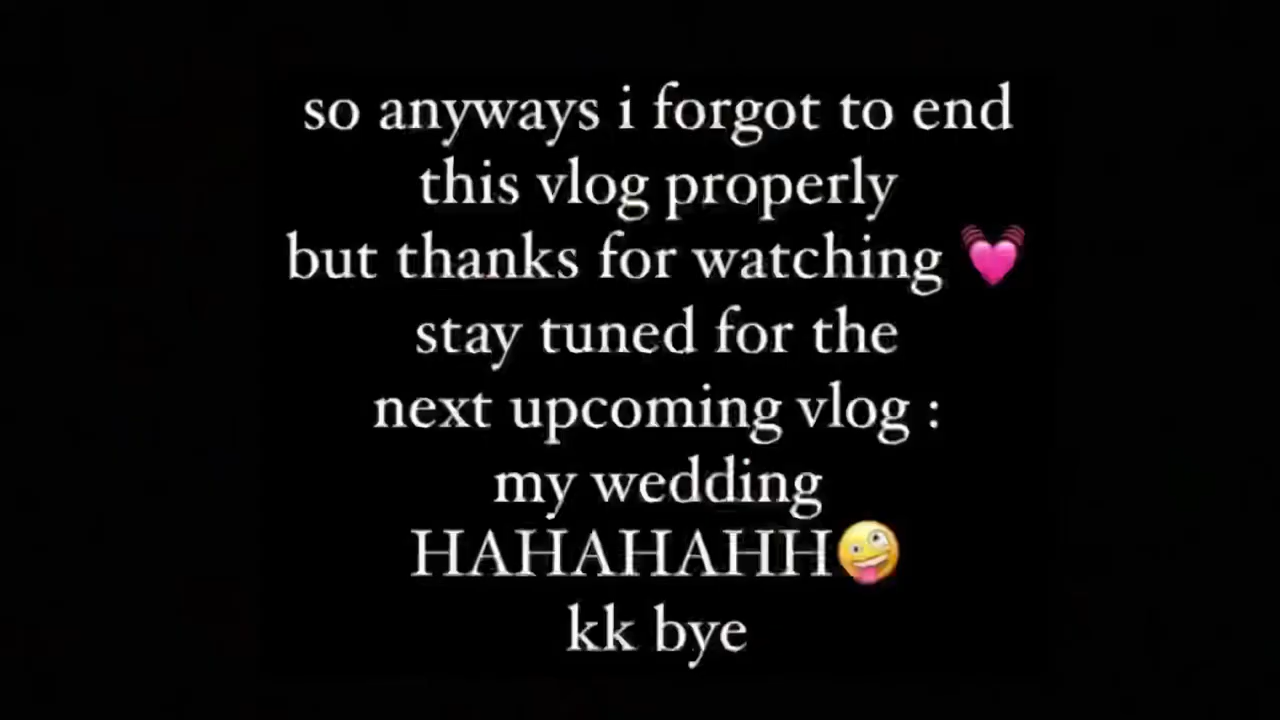 so anyways i forgot to end
this vlog properly
but thanks for watching 💓
stay tuned for the
next upcoming vlog :
my wedding
HAHAHAHH🤪
kk bye